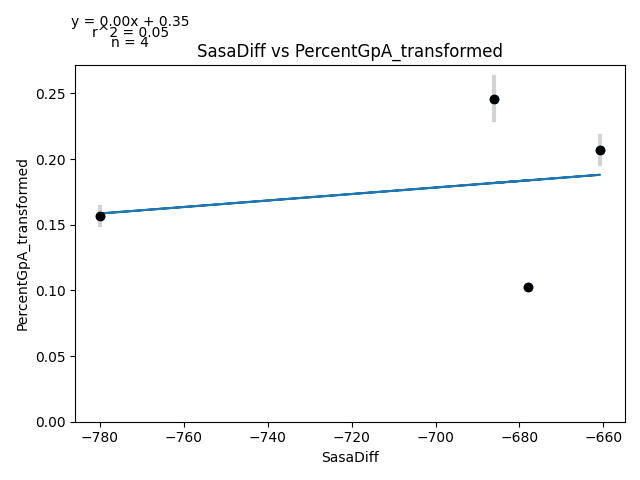 y = 0.00x + 0.35
r^2 = 0.05
n = 4
SasaDiff vs PercentGpA_transformed
0.25
0.20
0.15
0.10
0.05
0.00
PercentGpA_transformed
−780
−760
−740
−720
−700
−680
−660
SasaDiff